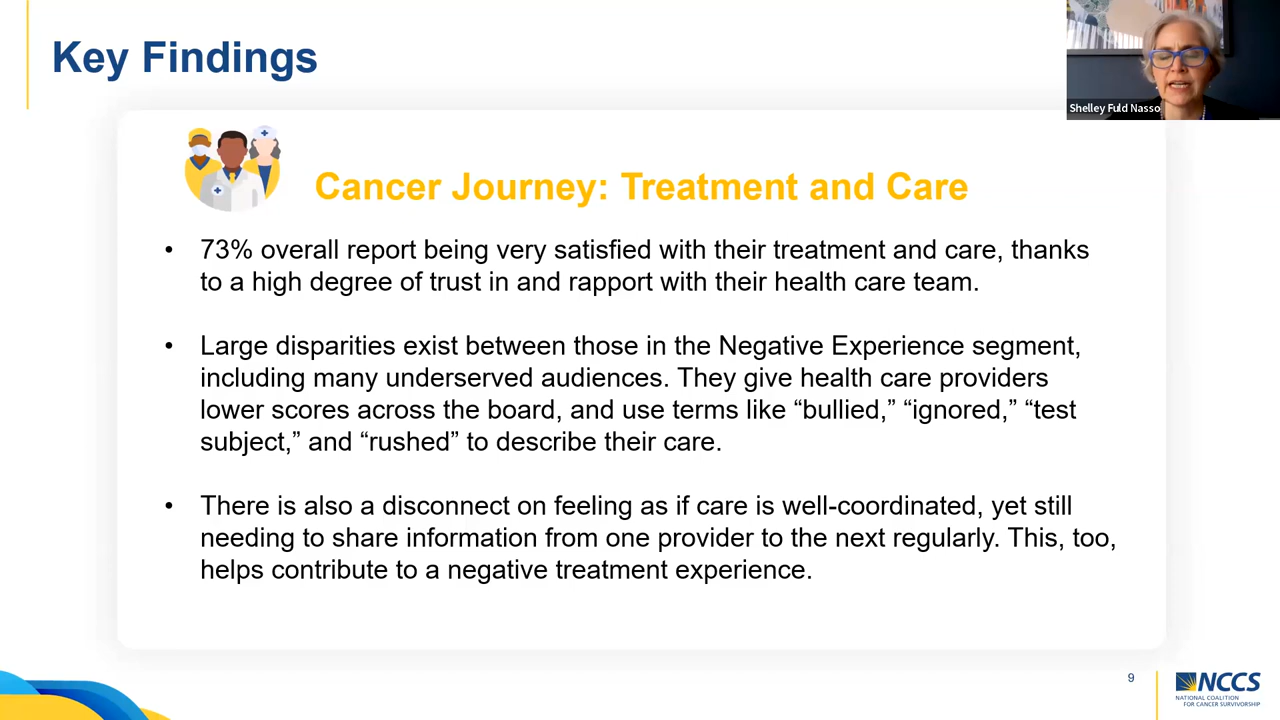 Key Findings
Shelley Fuld Nasso
Cancer Journey: Treatment and Care
• 73% overall report being very satisfied with their treatment and care, thanks
to a high degree of trust in and rapport with their health care team.
• Large disparities exist between those in the Negative Experience segment,
including many underserved audiences. They give health care providers
lower scores across the board, and use terms like “bullied,” “ignored,” “test
subject,” and “rushed” to describe their care.
• There is also a disconnect on feeling as if care is well-coordinated, yet still
needing to share information from one provider to the next regularly. This, too,
helps contribute to a negative treatment experience.
9
NCCS
NATIONAL COALITION
FOR CANCER SURVIVORSHIP